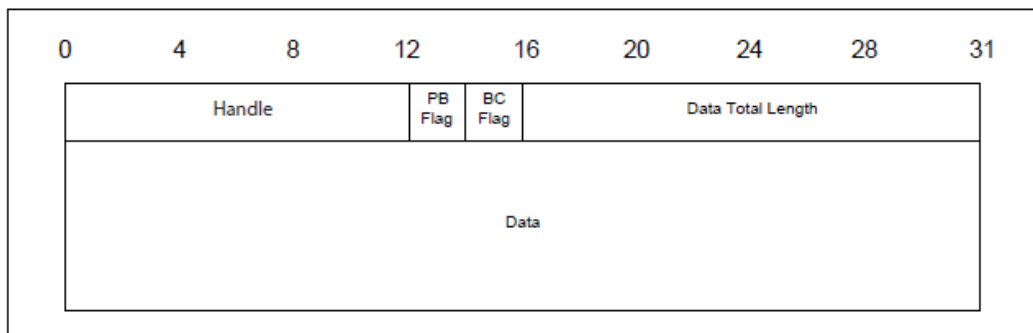 0 4 8 12 16 20 24 28 31
Handle
PB
Flag
BC
Flag
Data Total Length
Data